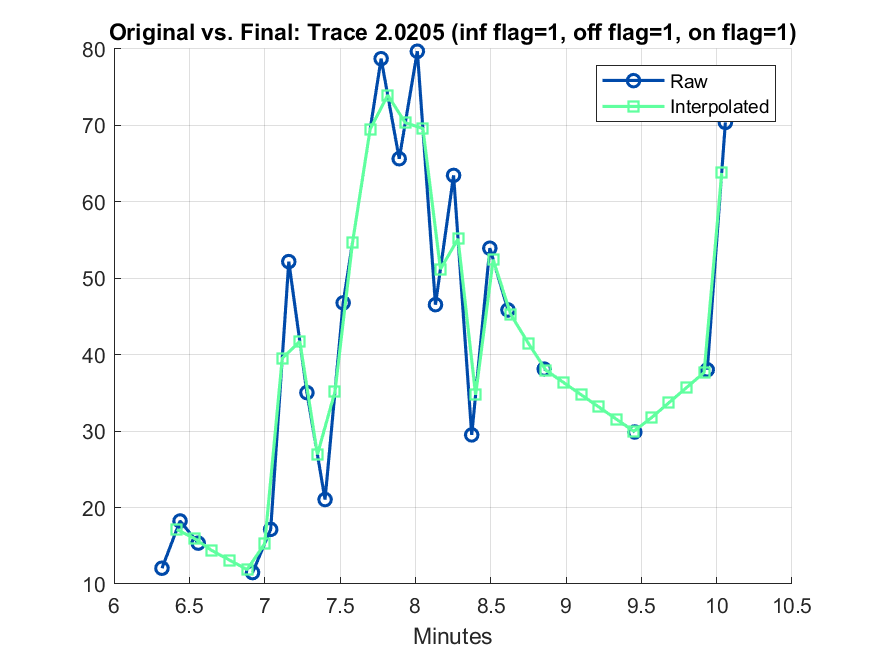 Original vs. Final: Trace 2.0205 (inf flag=1, off flag=1, on flag=1)
80
70
60
50
40
30
20
10
Raw
Interpolated
6 6.5 7 7.5 8 8.5 9 9.5 10 10.5
Minutes